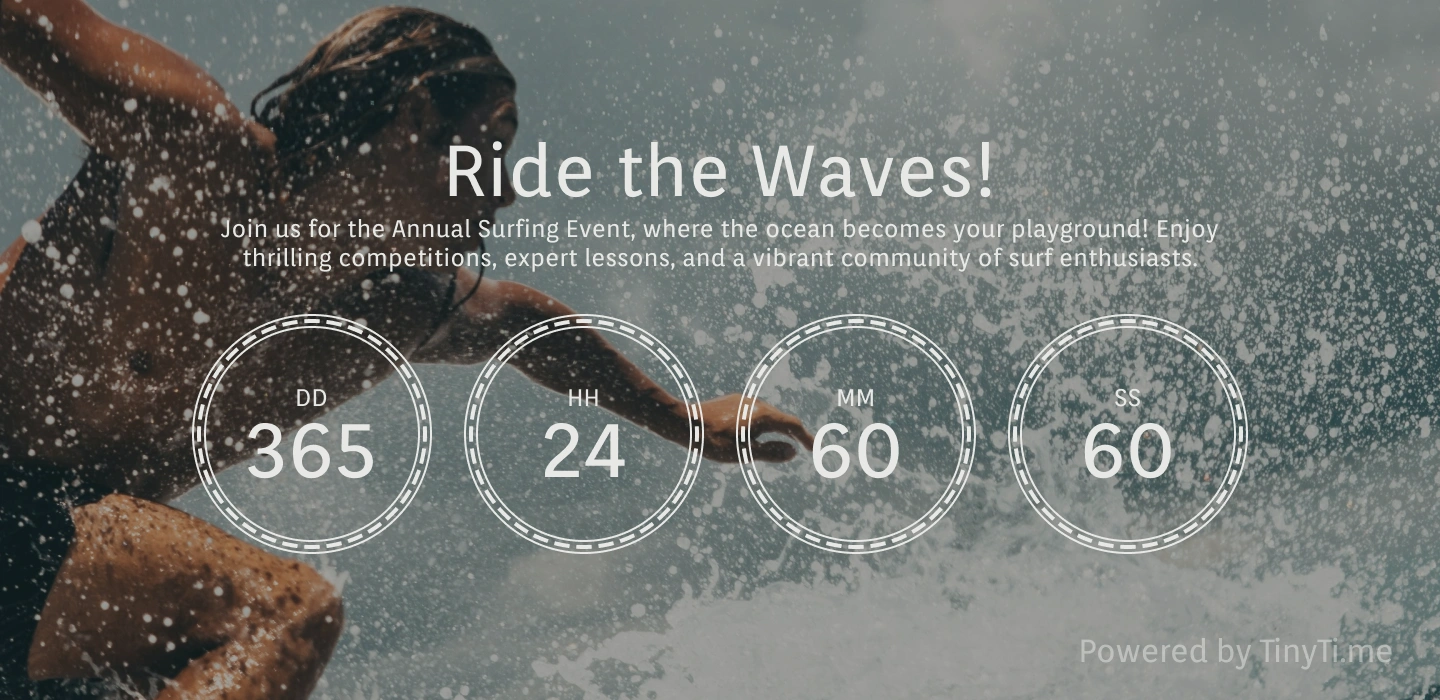 Ride the Waves!
Join us for the Annual Surfing Event, where the ocean becomes your playground! Enjoy
thrilling competitions, expert lessons, and a vibrant community of surf enthusiasts.
DD HH MM SS
365 24 60 60
Powered by TinyTi.me